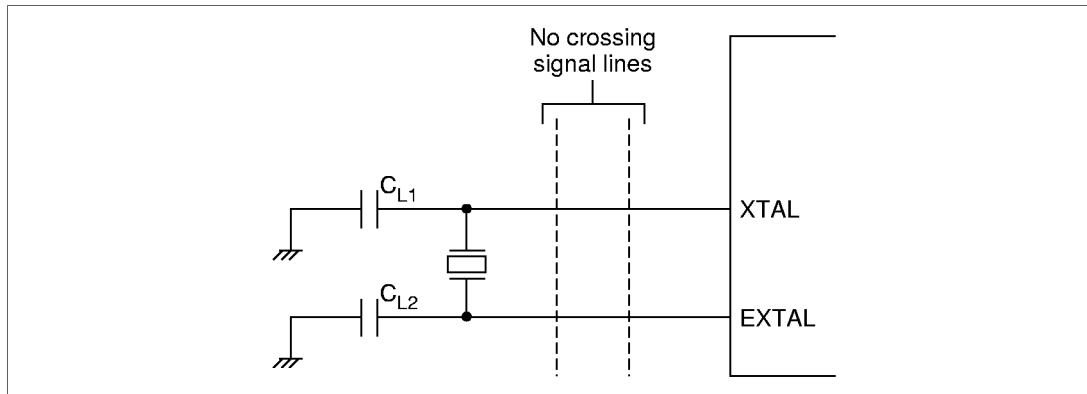 No crossing
signal lines
CL1
XTAL
CL2
EXTAL